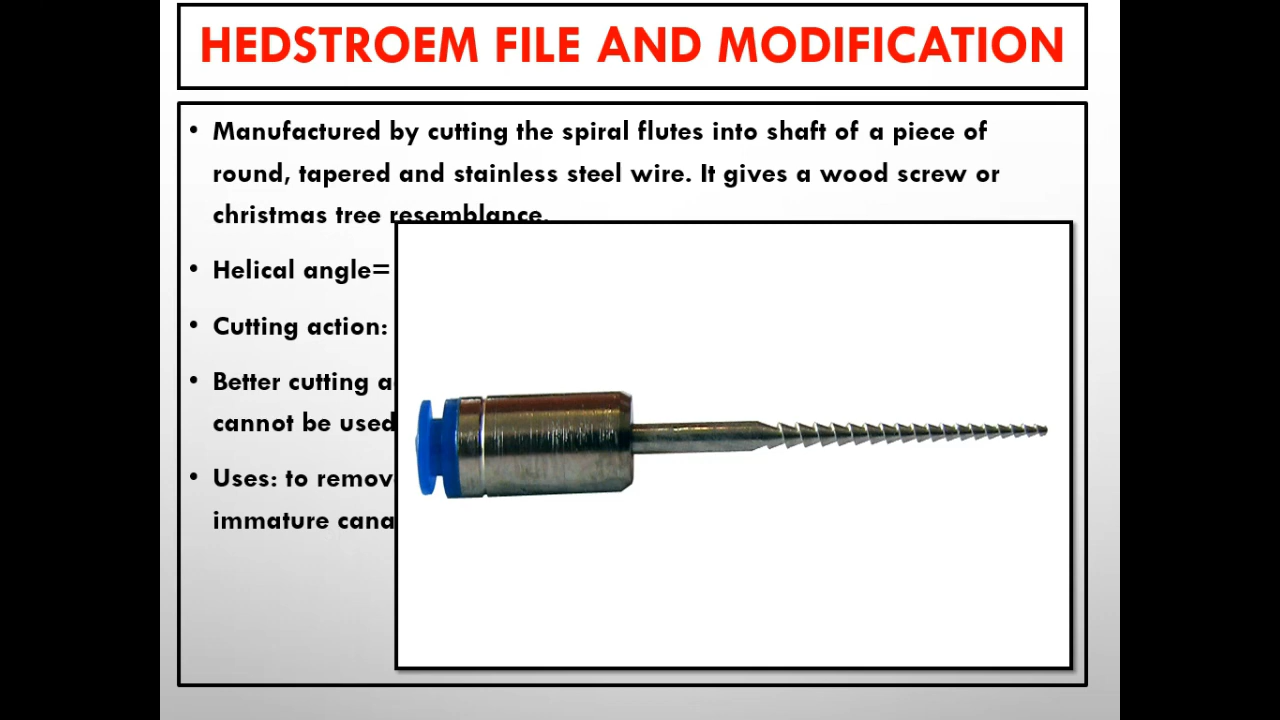 HEDSTROEM FILE AND MODIFICATION
• Manufactured by cutting the spiral flutes into shaft of a piece of
round, tapered and stainless steel wire. It gives a wood screw or
christmas tree resemblance.
• Helical angle=
• Cutting action:
• Better cutting
cannot be used
• Uses: to
immature